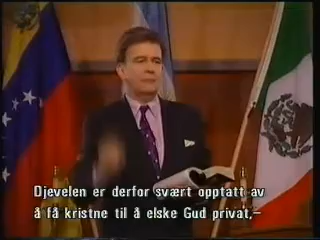 Djevelen er derfor svært opptatt av
å få kristne til å elske Gud privat,–